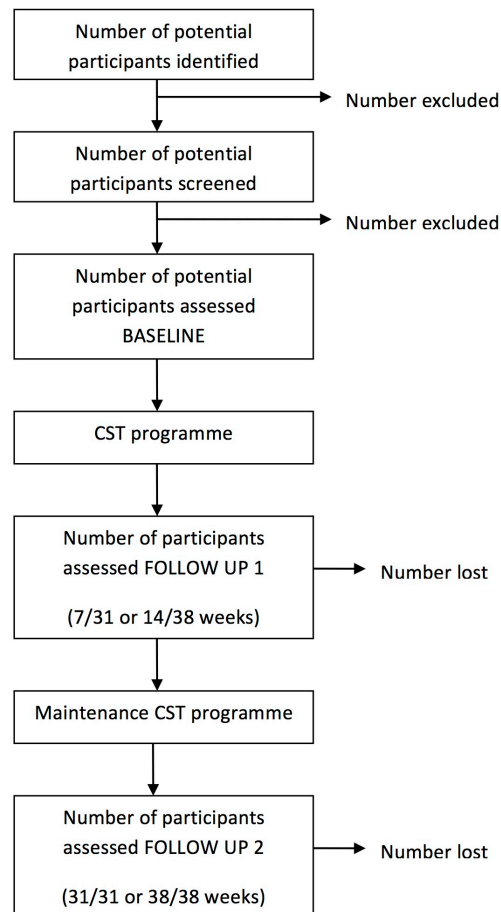 Number of potential
participants identified
Number excluded
Number of potential
participants screened
Number excluded
Number of potential
participants assessed
BASELINE
CST programme
Number of participants
assessed FOLLOW UP 1
(7/31 or 14/38 weeks)
Number lost
Maintenance CST programme
Number of participants
assessed FOLLOW UP 2
(31/31 or 38/38 weeks)
Number lost